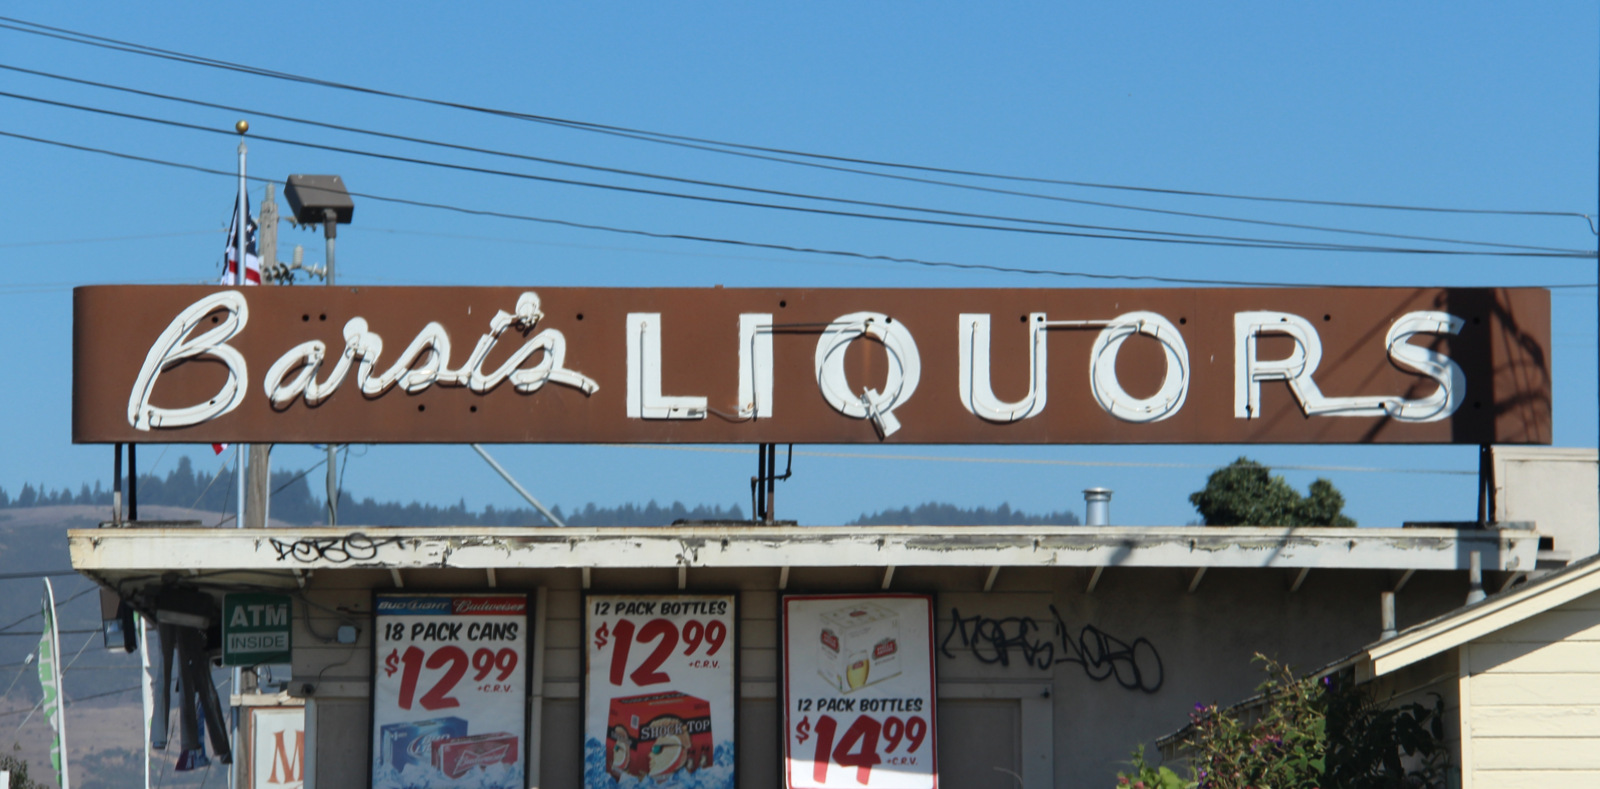 Barsi's LIQUORS
ATM
INSIDE
BUD LIGHT Budweiser
18 PACK CANS
$12 99
+C.R.V.
12 PACK BOTTLES
$12 99
+C.R.V.
SHOCK TOP
12 PACK BOTTLES
$14 99
+C.R.V.
M